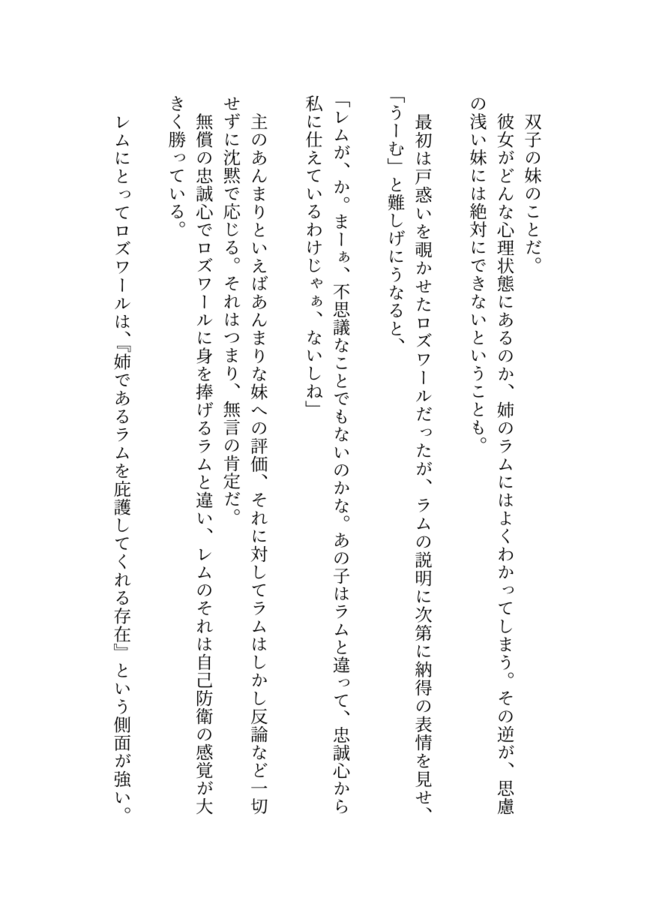 双子の妹のことだ。
彼女がどんな心理状態にあるのか、姉のラムにはよくわかってしまう。その逆が、思慮
の浅い妹には絶対にできないということも。
最初は戸惑いを覗かせたロズワールだったが、ラムの説明に次第に納得の表情を見せ、
「うーむ」と難しげにうなると、
「レムが、か。まーぁ、不思議なことでもないのかな。あの子はラムと違って、忠誠心から
私に仕えているわけじゃぁ、ないしね」
主のあんまりといえばあんまりな妹への評価、それに対してラムはしかし反論など一切
せずに沈黙で応じる。それはつまり、無言の肯定だ。
無償の忠誠心でロズワールに身を捧げるラムと違い、レムのそれは自己防衛の感覚が大
きく勝っている。
レムにとってロズワールは、『姉であるラムを庇護してくれる存在』という側面が強い。